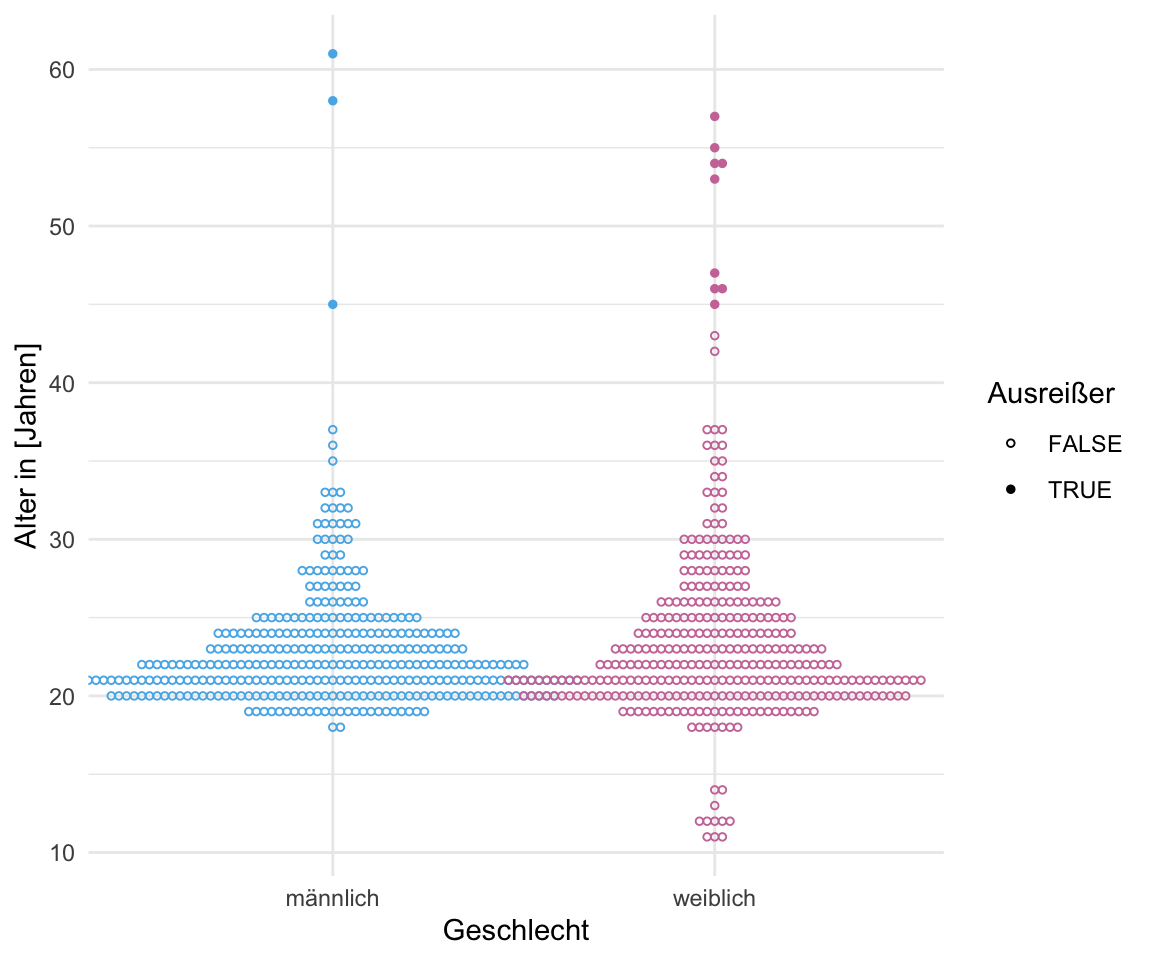 60
50
40
30
20
10
Alter in [Jahren]
männlich
weiblich
Geschlecht
Ausreißer
FALSE
TRUE